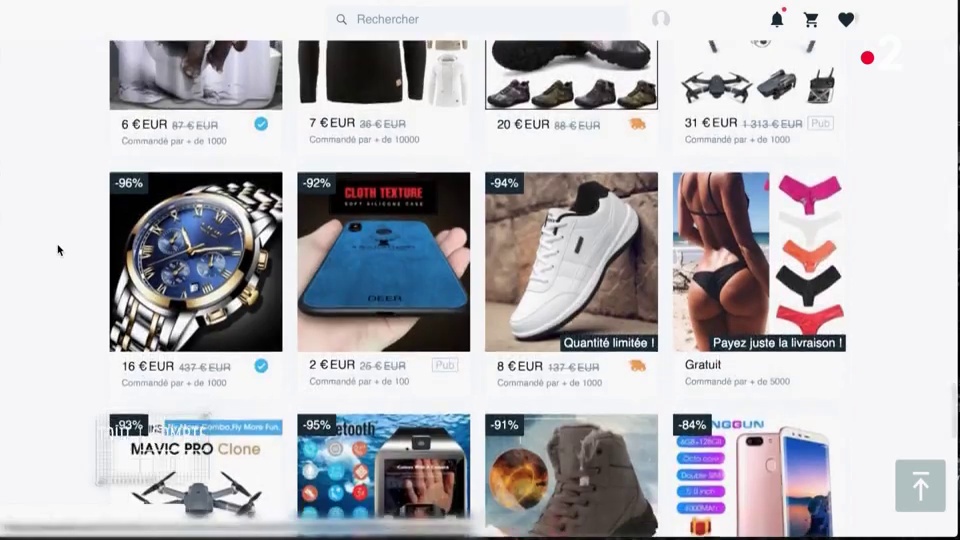 Rechercher
2
6 €EUR 87 €EUR
Commandé par + de 1000
7 €EUR 36 €EUR
Commandé par + de 10000
20 €EUR 88 €EUR
31 €EUR 1 313 €EUR Pub
Commandé par + de 1000
-96%
-92%
CLOTH TEXTURE
SOFT SILICONE CASE
DEER
-94%
Quantité limitée !
Payez juste la livraison !
16 €EUR 437 €EUR
Commandé par + de 1000
2 €EUR 26 €EUR Pub
Commandé par + de 100
8 €EUR 137 €EUR
Commandé par + de 1000
Gratuit
Commandé par + de 5000
-93%
Fly More Combo,Fly More Fun.
MAVIC PRO Clone
-95%
-91%
-84%
4GB+128GB
Octa core
5.8 inch
4000MAH